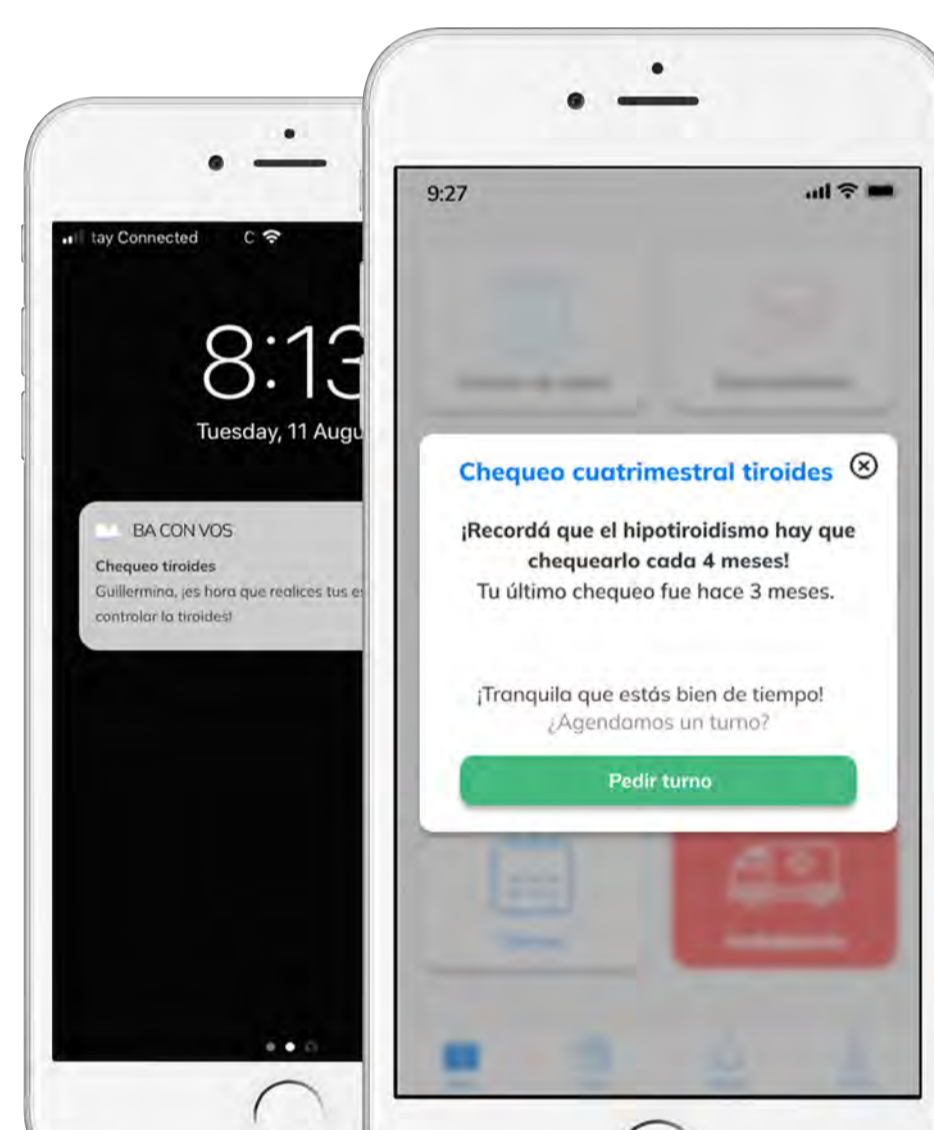 tay Connected C
8:13
Tuesday, 11 Augu
BA CON VOS
Chequeo tiroides
Guillermina, ¡es hora que realices tus e
controlar la tiroides!
9:27
Chequeo cuatrimestral tiroides
¡Recordá que el hipotiroidismo hay que
chequearlo cada 4 meses!
Tu último chequeo fue hace 3 meses.
¡Tranquila que estás bien de tiempo!
¿Agendamos un turno?
Pedir turno